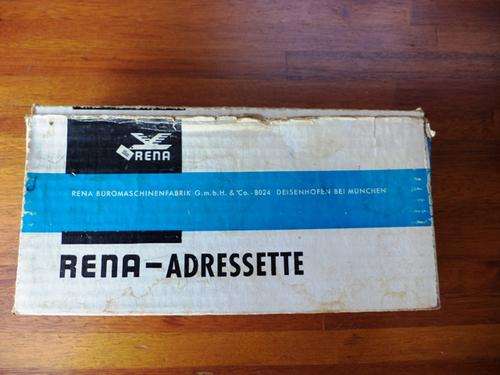 RENA
RENA BÜROMASCHINENFABRIK G.m.b.H. & Co. - 8024 DEISENHOFEN BEI MÜNCHEN
RENA-ADRESSETTE